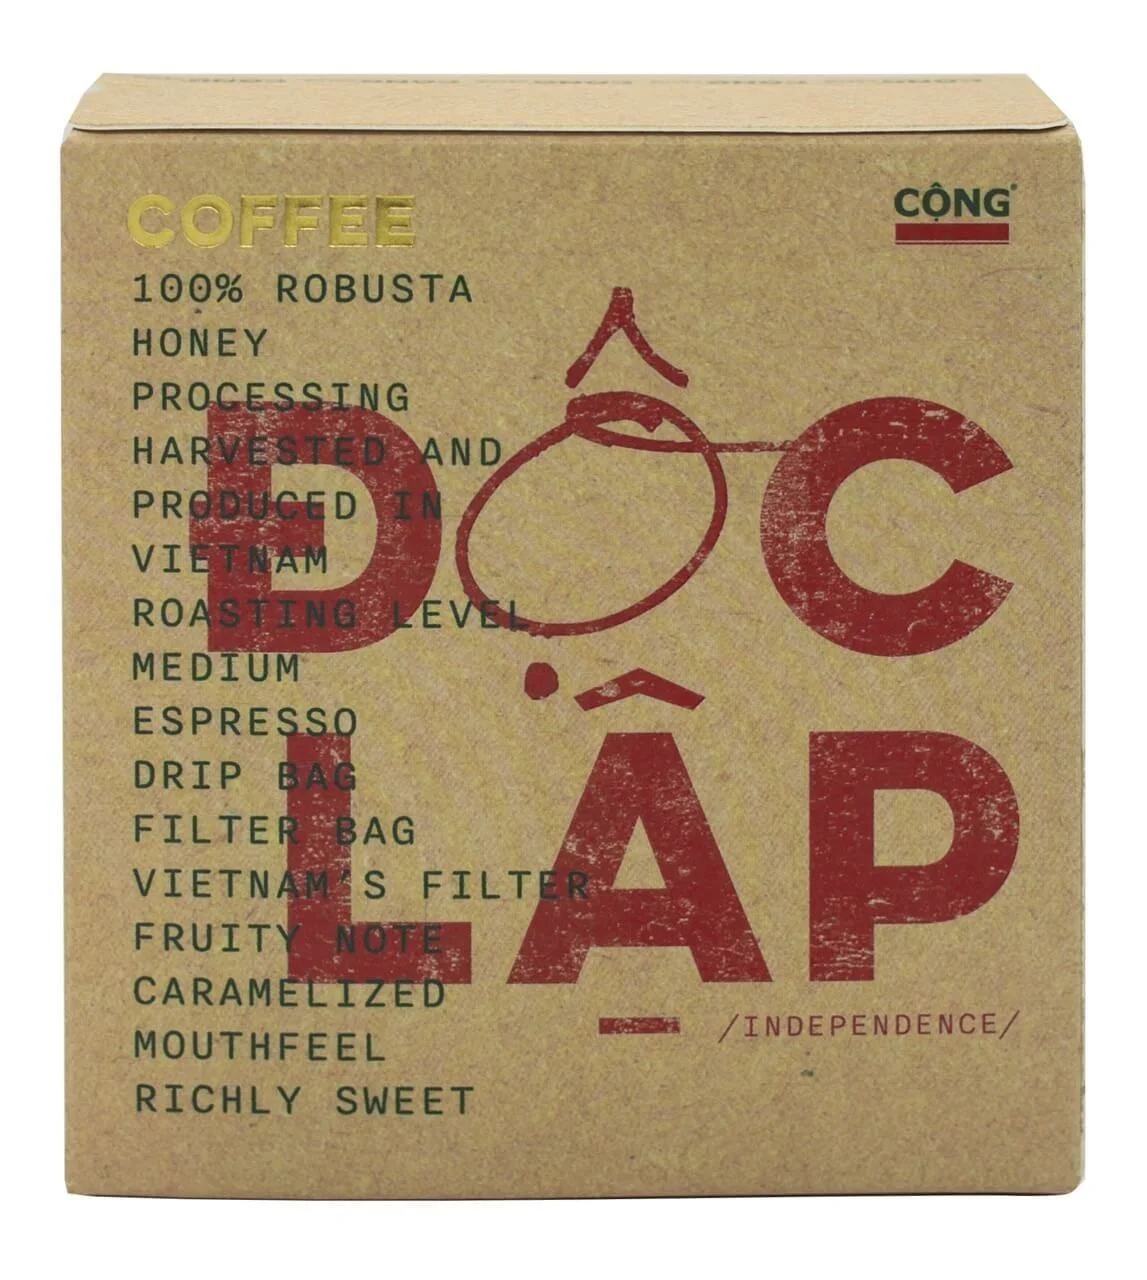 COFFEE
100% ROBUSTA
HONEY
PROCESSING
HARVESTED AND
PRODUCED IN
VIETNAM
ROASTING LEVEL
MEDIUM
ESPRESSO
DRIP BAG
FILTER BAG
VIETNAM'S FILTER
FRUITY NOTE
CARAMELIZED
MOUTHFEEL
RICHLY SWEET
CỘNG
ĐỘC
LẬP
/INDEPENDENCE/